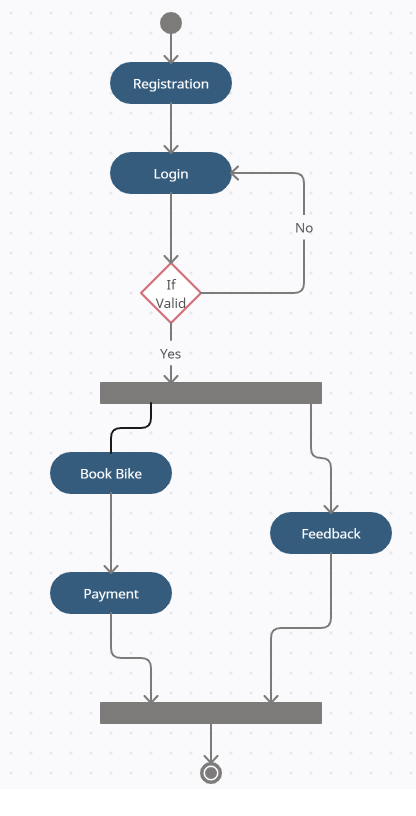 Registration
Login
No
If
Valid
Yes
Book Bike
Feedback
Payment